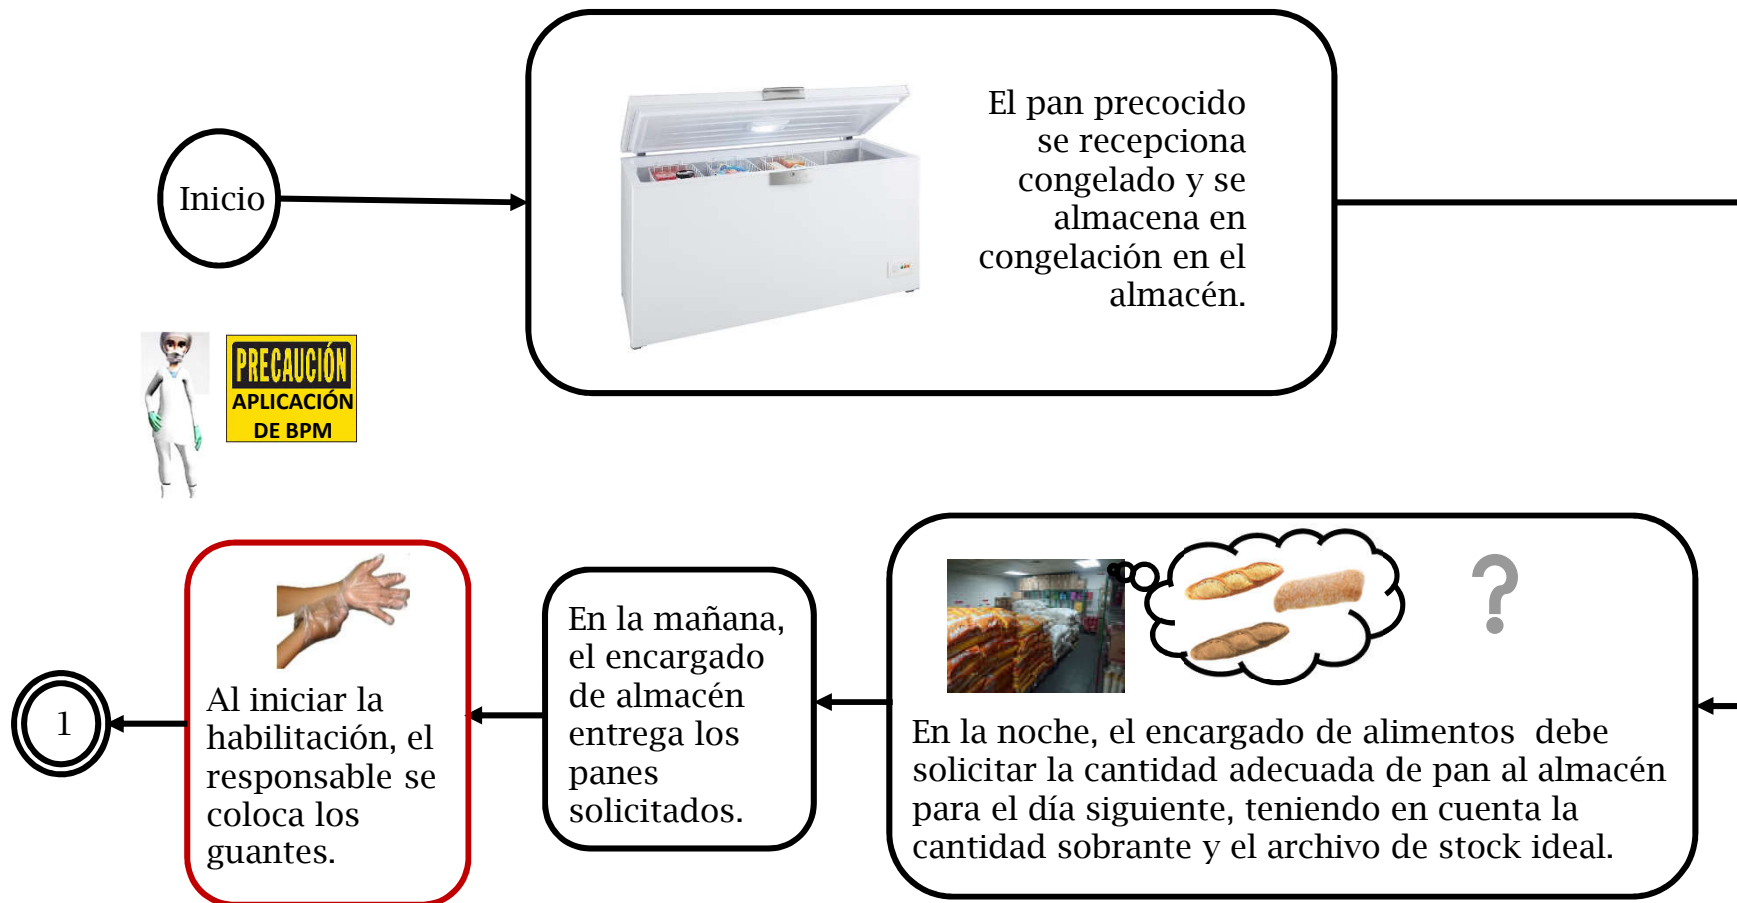 Inicio
El pan precocido
se recepciona
congelado y se
almacena en
congelación en el
almacén.
PRECAUCIÓN
APLICACIÓN
DE BPM
?
En la noche, el encargado de alimentos debe
solicitar la cantidad adecuada de pan al almacén
para el día siguiente, teniendo en cuenta la
cantidad sobrante y el archivo de stock ideal.
En la mañana,
el encargado
de almacén
entrega los
panes
solicitados.
Al iniciar la
habilitación, el
responsable se
coloca los
guantes.
1